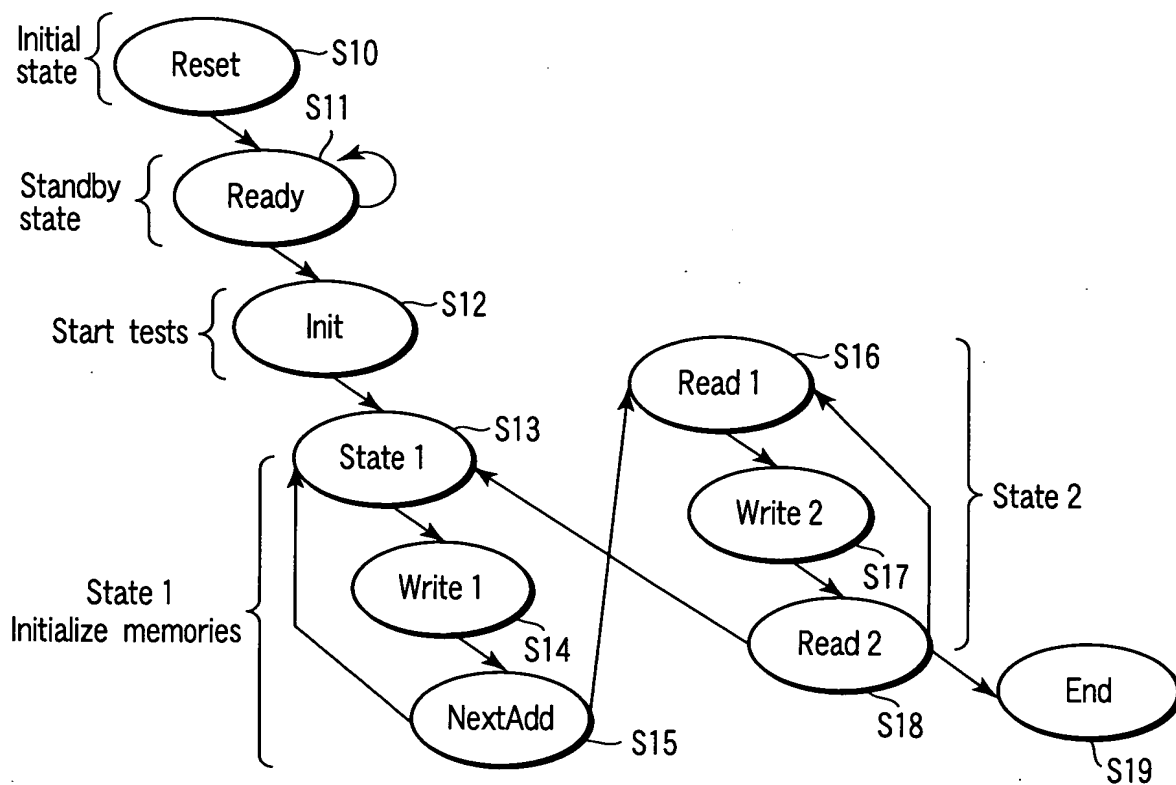 Initial
state
Reset
S10
S11
Standby
state
Ready
Start tests
Init
S12
S16
Read 1
State 1
S13
Write 2
State 2
S17
State 1
Initialize memories
Write 1
S14
Read 2
S18
NextAdd
S15
End
S19